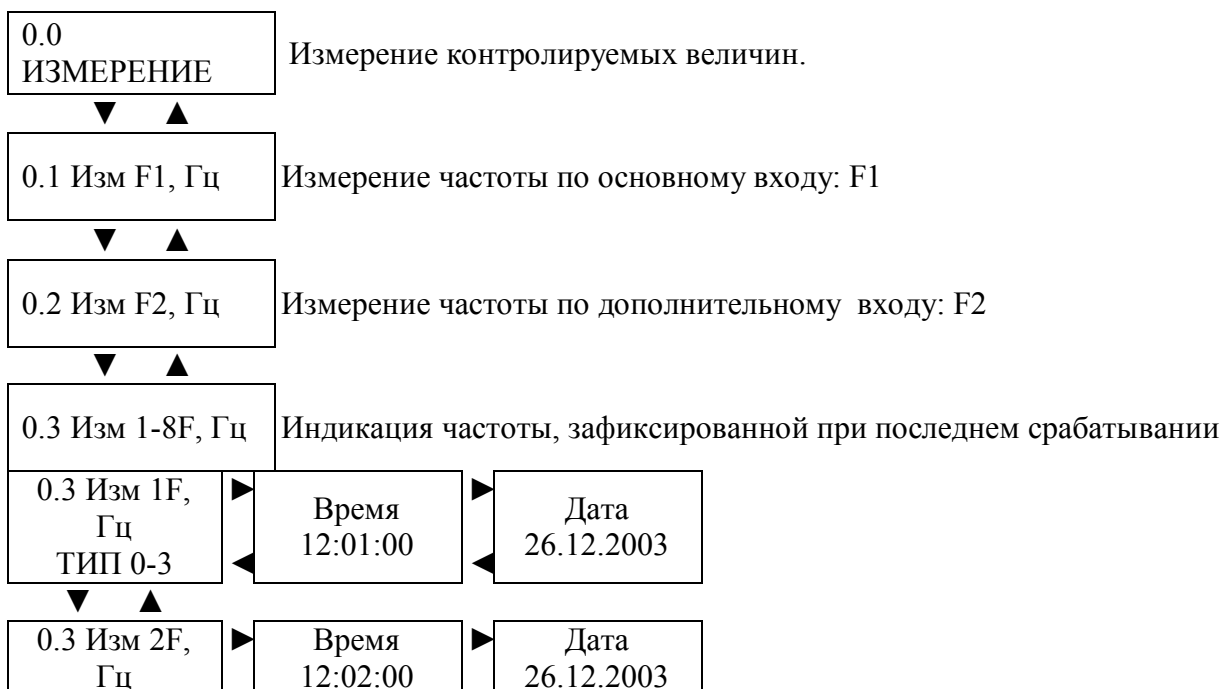 0.0
ИЗМЕРЕНИЕ
Измерение контролируемых величин.
▼ ▲
0.1 Изм F1, Гц
Измерение частоты по основному входу: F1
▼ ▲
0.2 Изм F2, Гц
Измерение частоты по дополнительному входу: F2
▼ ▲
0.3 Изм 1-8F, Гц
Индикация частоты, зафиксированной при последнем срабатывании
0.3 Изм 1F,
Гц
ТИП 0-3
►
◄
Время
12:01:00
►
◄
Дата
26.12.2003
▼ ▲
0.3 Изм 2F,
Гц
►
Время
12:02:00
►
Дата
26.12.2003